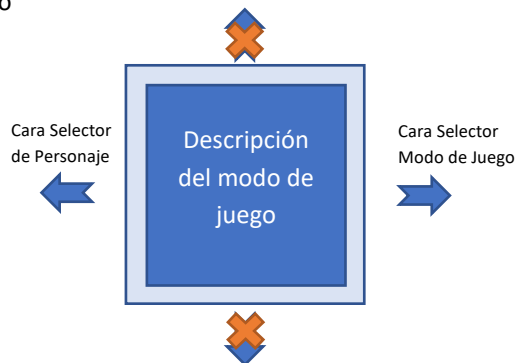 Cara Selector
de Personaje
Descripción
del modo de
juego
Cara Selector
Modo de Juego